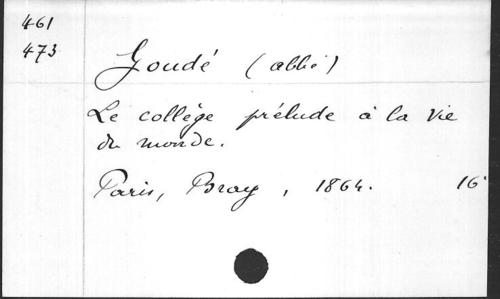 461
473
Goudé (abbé)
Le collège prélude à la vie
du monde.
Paris, Bray, 1864. 16°